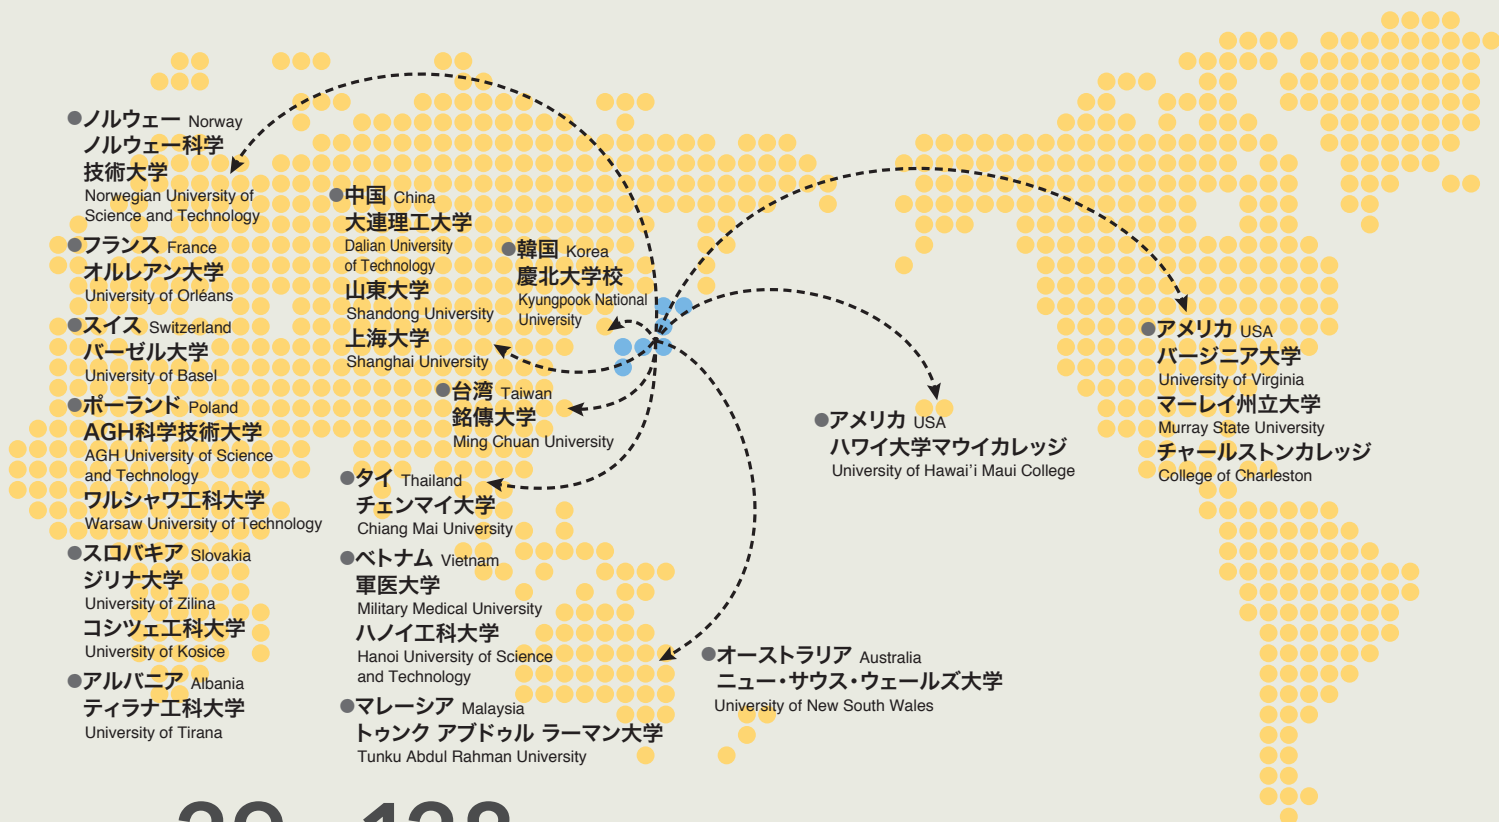 ●ノルウェー Norway
ノルウェー科学
技術大学
Norwegian University of
Science and Technology
●フランス France
オルレアン大学
University of Orléans
●スイス Switzerland
バーゼル大学
University of Basel
●ポーランド Poland
AGH科学技術大学
AGH University of Science
and Technology
ワルシャワ工科大学
Warsaw University of Technology
●スロバキア Slovakia
ジリナ大学
University of Zilina
コシツェ工科大学
University of Kosice
●アルバニア Albania
ティラナ工科大学
University of Tirana
●中国 China
大連理工大学
Dalian University
of Technology
山東大学
Shandong University
上海大学
Shanghai University
●韓国 Korea
慶北大学校
Kyungpook National
University
●台湾 Taiwan
銘傳大学
Ming Chuan University
●タイ Thailand
チェンマイ大学
Chiang Mai University
●ベトナム Vietnam
軍医大学
Military Medical University
ハノイ工科大学
Hanoi University of Science
and Technology
●マレーシア Malaysia
トゥンク アブドゥル ラーマン大学
Tunku Abdul Rahman University
●オーストラリア Australia
ニュー・サウス・ウェールズ大学
University of New South Wales
●アメリカ USA
ハワイ大学マウイカレッジ
University of Hawai'i Maui College
●アメリカ USA
バージニア大学
University of Virginia
マーレイ州立大学
Murray State University
チャールストンカレッジ
College of Charleston